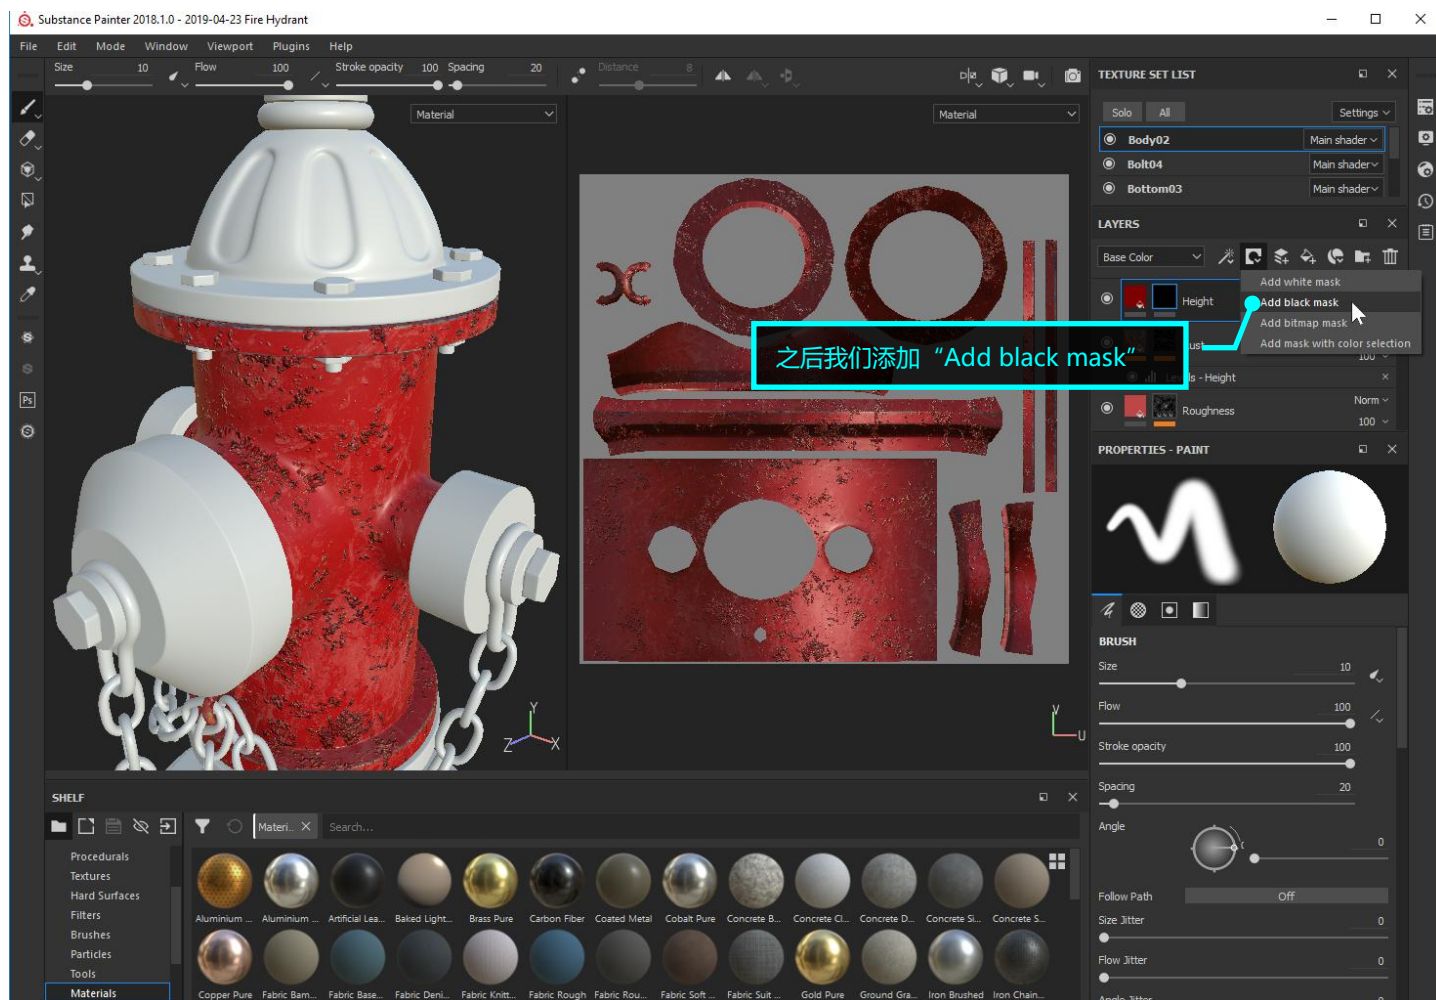 Substance Painter 2018.1.0 - 2019-04-23 Fire Hydrant
File Edit Mode Window Viewport Plugins Help
Size 10 Flow 100 Stroke opacity 100 Spacing 20 Distance 8
Material
Material
TEXTURE SET LIST
Solo All Settings
Body02 Main shader
Bolt04 Main shader
Bottom03 Main shader
LAYERS
Base Color
Add white mask
Height
Add black mask
Add bitmap mask
Add mask with color selection
之后我们添加“Add black mask”
100
- Height
Roughness Norm
100
PROPERTIES - PAINT
BRUSH
Size 10
Flow 100
Stroke opacity 100
Spacing 20
Angle 0
Follow Path Off
Size Jitter 0
Flow Jitter 0
Angle Jitter 0
Ps
Y
Z X
V
U
SHELF
Materi.. Search...
Procedurals
Textures
Hard Surfaces
Filters
Brushes
Particles
Tools
Materials
Aluminium ... Aluminium ... Artificial Lea... Baked Light... Brass Pure Carbon Fiber Coated Metal Cobalt Pure Concrete B... Concrete Cl... Concrete D... Concrete Si... Concrete S...
Copper Pure Fabric Bam... Fabric Base... Fabric Deni... Fabric Knitt... Fabric Rough Fabric Rou... Fabric Soft ... Fabric Suit ... Gold Pure Ground Gra... Iron Brushed Iron Chain...